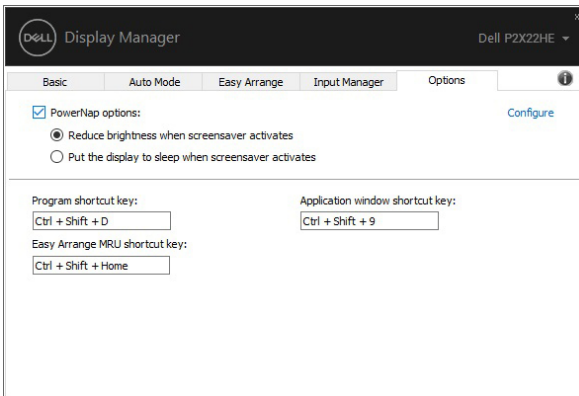 DELL Display Manager Dell P2X22HE
Basic Auto Mode Easy Arrange Input Manager Options
PowerNap options: Configure
Reduce brightness when screensaver activates
Put the display to sleep when screensaver activates
Program shortcut key: Application window shortcut key:
Ctrl + Shift + D Ctrl + Shift + 9
Easy Arrange MRU shortcut key:
Ctrl + Shift + Home